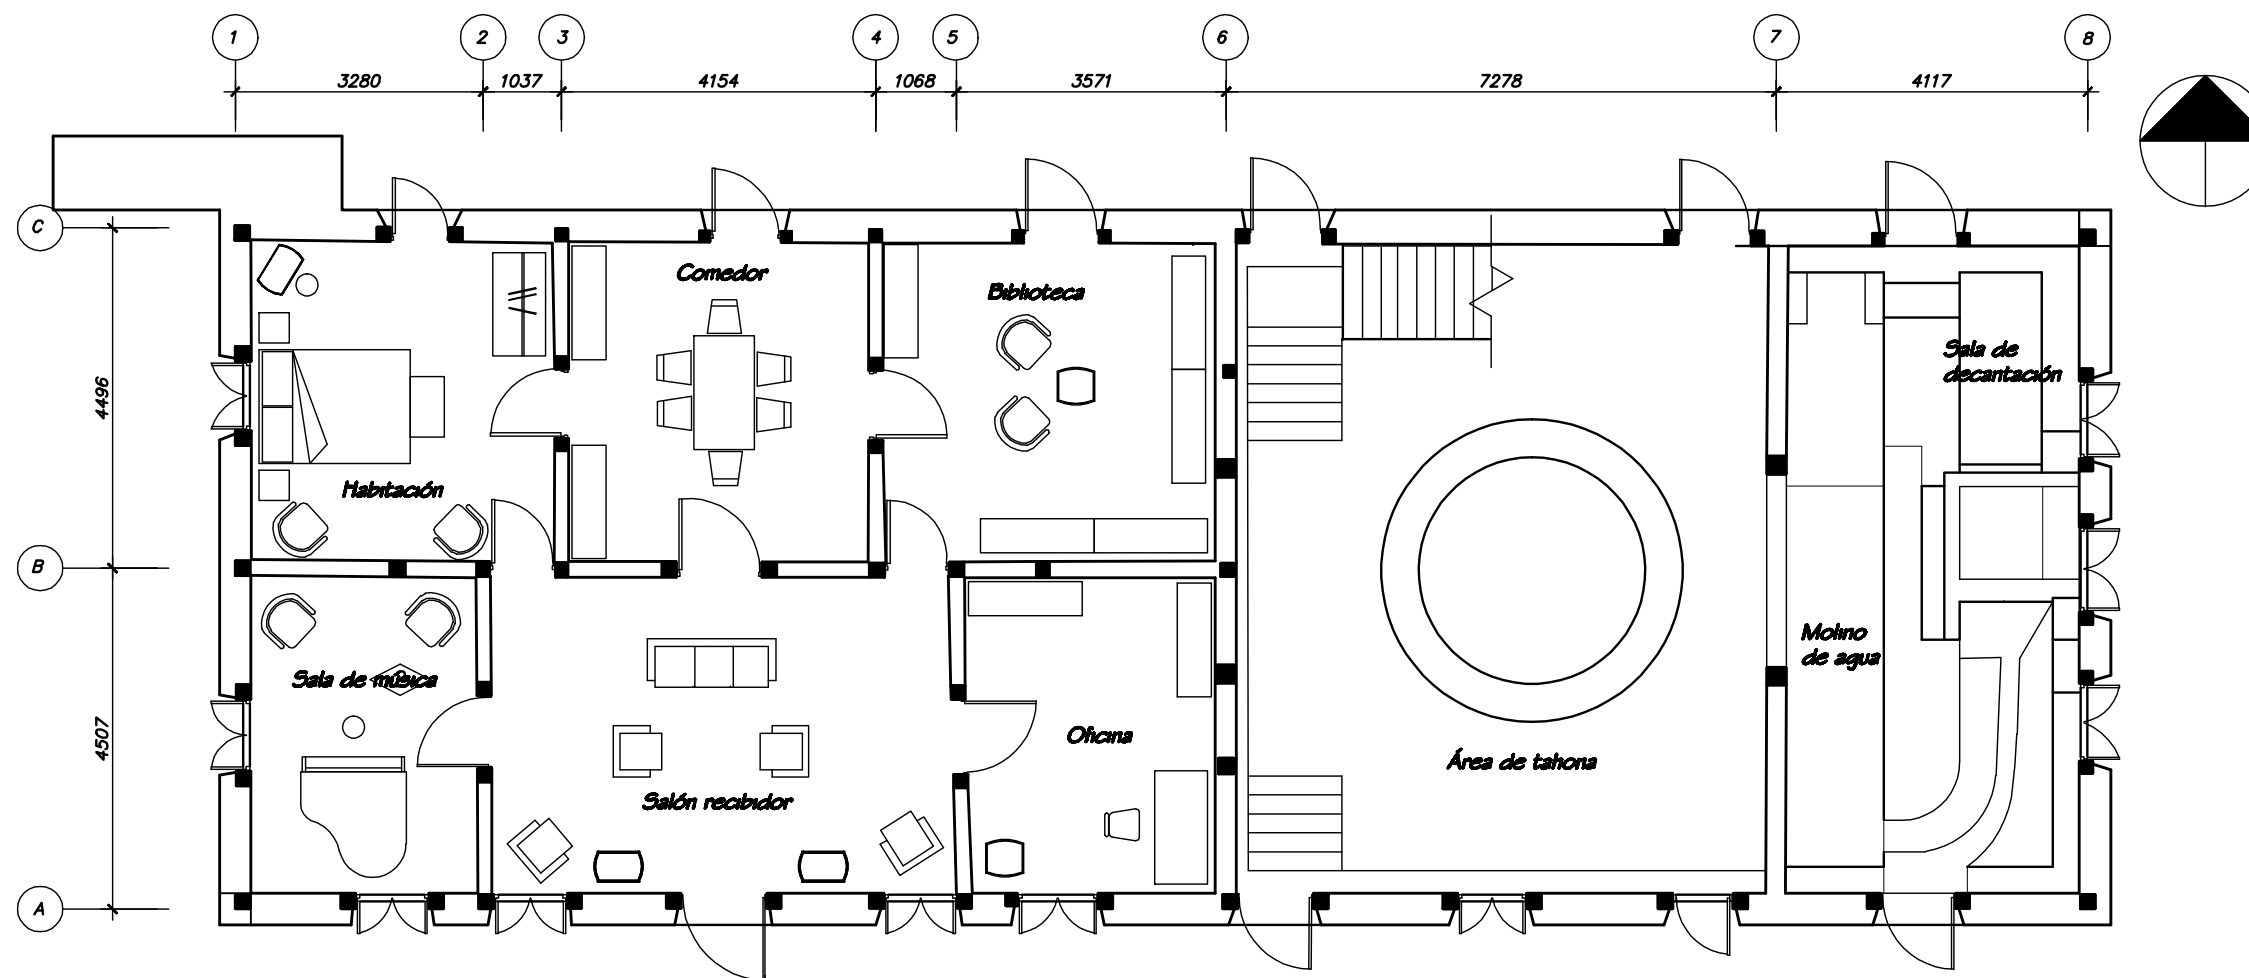 1 2 3 4 5 6 7 8
3280 1037 4154 1068 3571 7278 4117
C
Comedor
Biblioteca
Sala de
decantación
4496
Habitación
B
Molino
de agua
Sala de música
4507
Oficina
Área de tahona
Salón recibidor
A